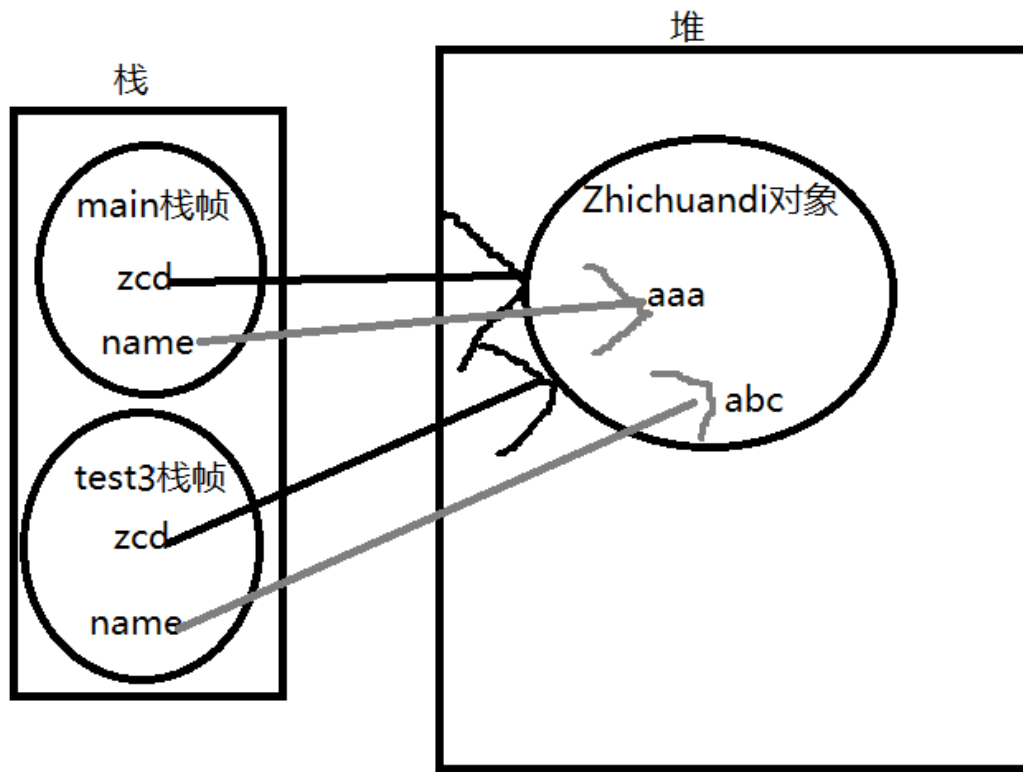 堆
栈
main栈帧
zcd
name
test3栈帧
zcd
name
Zhichuandi对象
aaa
abc